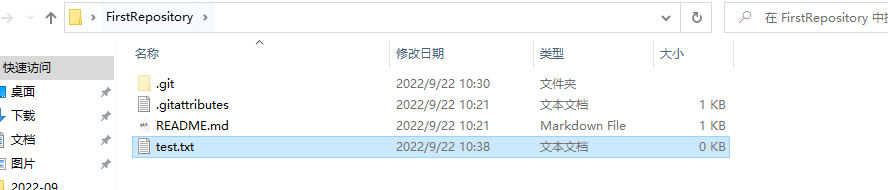 FirstRepository
在 FirstRepository 中
名称 修改日期 类型 大小
快速访问
桌面
下载
文档
图片
2022-09
.git 2022/9/22 10:30 文件夹
.gitattributes 2022/9/22 10:21 文本文档 1 KB
README.md 2022/9/22 10:21 Markdown File 1 KB
test.txt 2022/9/22 10:38 文本文档 0 KB